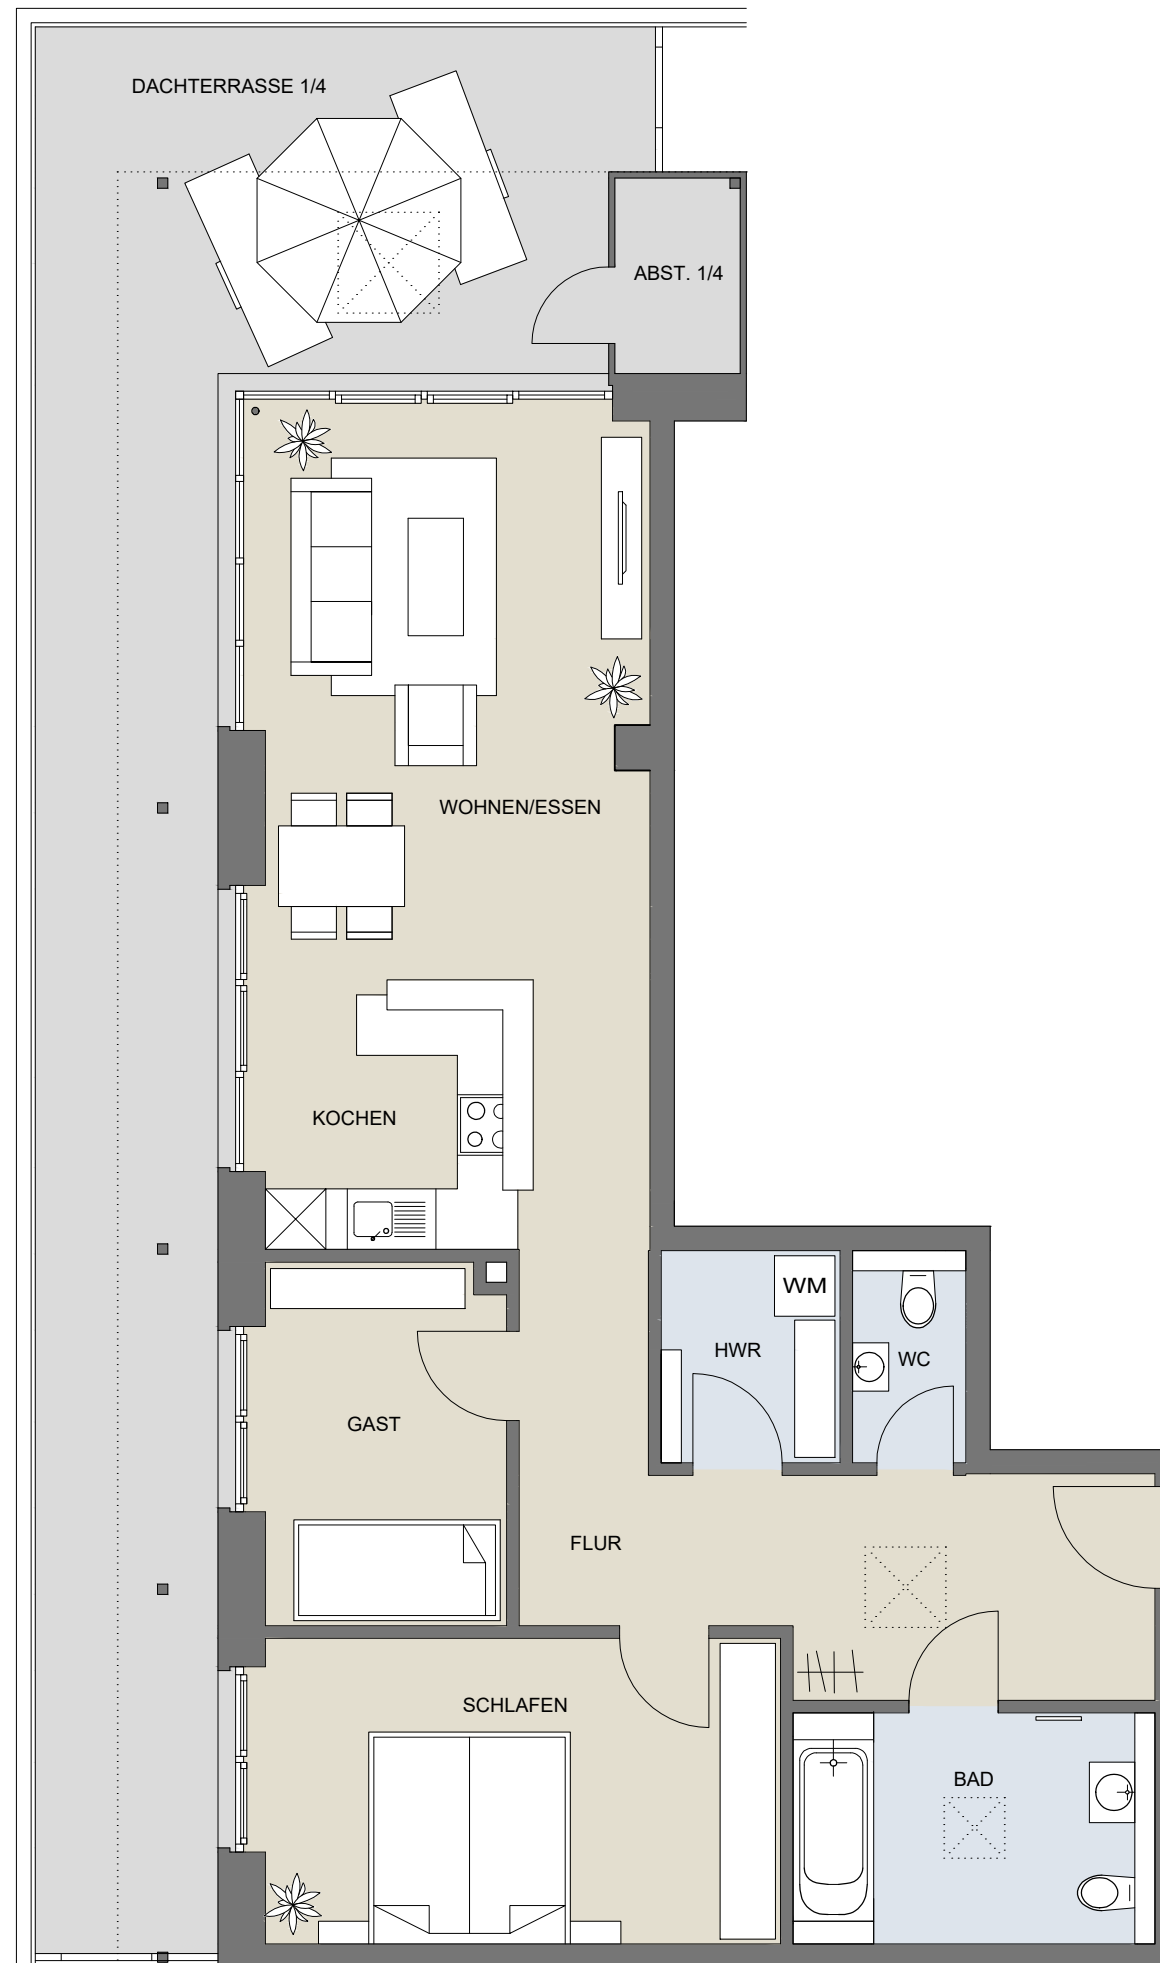 DACHTERRASSE 1/4
ABST. 1/4
WOHNEN/ESSEN
KOCHEN
WM
HWR
WC
GAST
FLUR
SCHLAFEN
BAD